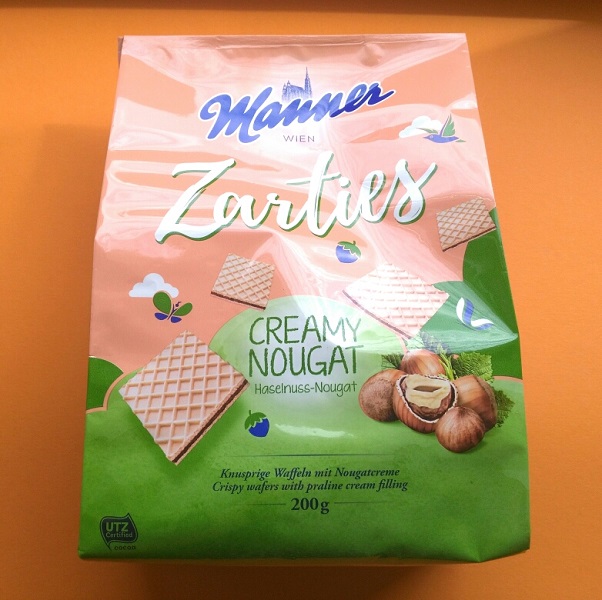 Manner
WIEN
Zarties
CREAMY
NOUGAT
Haselnuss-Nougat
Knusprige Waffeln mit Nougatcreme
Crispy wafers with praline cream filling
200g
UTZ
Certified
cocoa